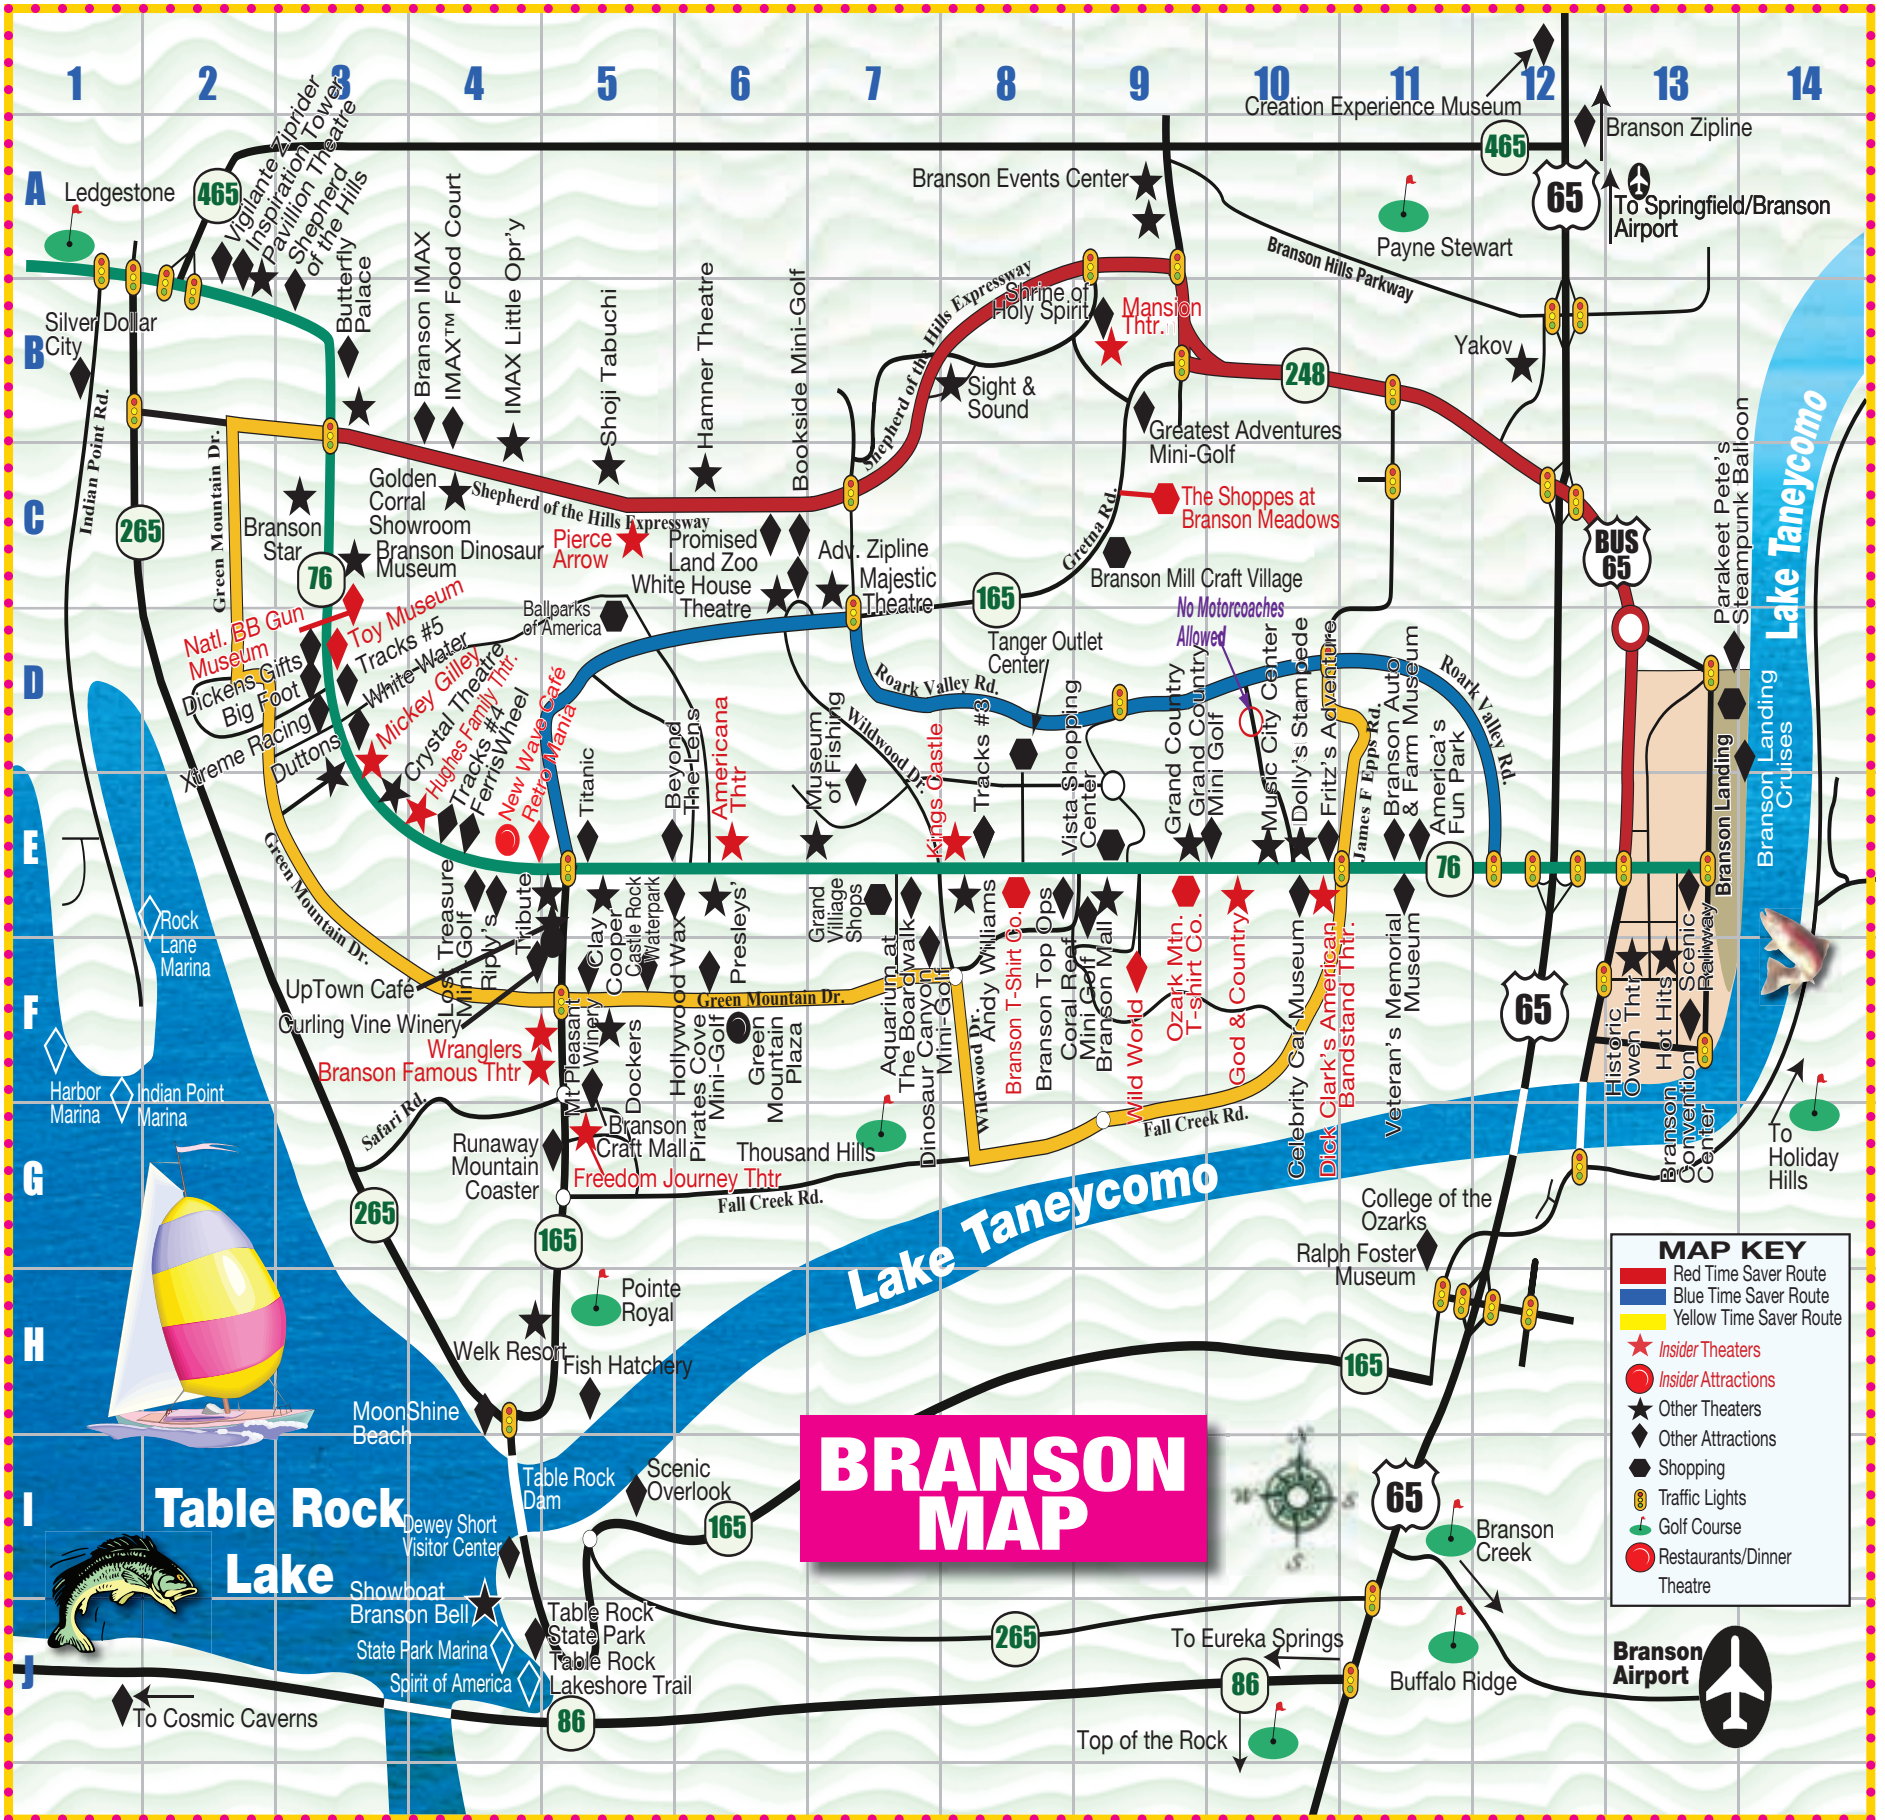 1 2 3 4 5 6 7 8 9 10 11 12 13 14
A
B
C
D
E
F
G
H
I
J
Creation Experience Museum
Branson Zipline
465
65
To Springfield/Branson
Airport
Ledgestone
465
Vigilante Ziprider
Inspiration Tower
Pavillion Theatre
Shepherd
of the Hills
Butterfly
Palace
Branson IMAX
IMAX™ Food Court
IMAX Little Opr'y
Shoji Tabuchi
Hamner Theatre
Bookside Mini-Golf
Branson Events Center
Payne Stewart
Branson Hills Parkway
Shepherd of the Hills Expressway
Shrine of
Holy Spirit
Mansion
Thtr.
Silver Dollar
City
Indian Point Rd.
Yakov
248
Sight &
Sound
Greatest Adventures
Mini-Golf
Green Mountain Dr.
265
Branson
Star
Golden
Corral
Showroom
Shepherd of the Hills Expressway
Branson Dinosaur
Museum
76
Pierce
Arrow
Promised
Land Zoo
White House
Theatre
Adv. Zipline
Majestic
Theatre
The Shoppes at
Branson Meadows
Gretna Rd.
Branson Mill Craft Village
165
No Motorcoaches
Allowed
BUS
65
Parakeet Pete's
Steampunk Balloon
Lake Taneycomo
Natl. BB Gun
Museum
Toy Museum
Tracks #5
White Water
Dickens Gifts
Big Foot
Xtreme Racing
Duttons
Mickey Gilley
Crystal Theatre
Hughes Family Thtr.
Tracks #4
FerrisWheel
New Wave Café
Retro Mania
Ballparks
of America
Titanic
Beyond
The Lens
Americana
Thtr
Museum
of Fishing
Roark Valley Rd.
Wildwood Dr.
Kings Castle
Tracks #3
Tanger Outlet
Center
Vista Shopping
Center
Grand Country
Grand Country
Mini Golf
Music City Center
Dolly's Stampede
Fritz's Adventure
James F Epps Rd.
Branson Auto
& Farm Museum
America's
Fun Park
Roark Valley Rd.
76
Branson Landing
Branson Landing
Cruises
Green Mountain Dr.
Rock
Lane
Marina
Harbor
Marina
Indian Point
Marina
Lost Treasure
Mini-Golf
Riply's
Tribute
Clay
Cooper
Castle Rock
Waterpark
Hollywood Wax
Presleys'
Grand
Village
Shops
Aquarium at
The Boardwalk
Dinosaur Canyon
Mini-Golf
Andy Williams
Branson T-Shirt Co.
Branson Top Ops
Coral Reef
Mini Golf
Branson Mall
Wild World
Ozark Mtn.
T-shirt Co.
God & Country
Celebrity Car Museum
Dick Clark's American
Bandstand Thtr.
Veteran's Memorial
Museum
Historic
Owen Thtr
Hot Hits
Scenic
Railway
Branson
Convention
Center
UpTown Cafe
Curling Vine Winery
Wranglers
Branson Famous Thtr
Mt Pleasant
Winery
Dockers
Pirates Cove
Mini-Golf
Green
Mountain
Plaza
Green Mountain Dr.
Wildwood Dr.
Fall Creek Rd.
65
Safari Rd.
Runaway
Mountain
Coaster
Branson
Craft Mall
Freedom Journey Thtr
Thousand Hills
Fall Creek Rd.
265
165
Lake Taneycomo
To
Holiday
Hills
College of the
Ozarks
Ralph Foster
Museum
Pointe
Royal
Welk Resort
Fish Hatchery
MoonShine
Beach
165
MAP KEY
Red Time Saver Route
Blue Time Saver Route
Yellow Time Saver Route
Insider Theaters
Insider Attractions
Other Theaters
Other Attractions
Shopping
Traffic Lights
Golf Course
Restaurants/Dinner
Theatre
BRANSON
MAP
N
W
S
S
65
Table Rock
Lake
Table Rock
Dam
Scenic
Overlook
165
Dewey Short
Visitor Center
Showboat
Branson Bell
State Park Marina
Spirit of America
Table Rock
State Park
Table Rock
Lakeshore Trail
265
Branson
Creek
To Eureka Springs
86
Buffalo Ridge
Branson
Airport
To Cosmic Caverns
86
Top of the Rock